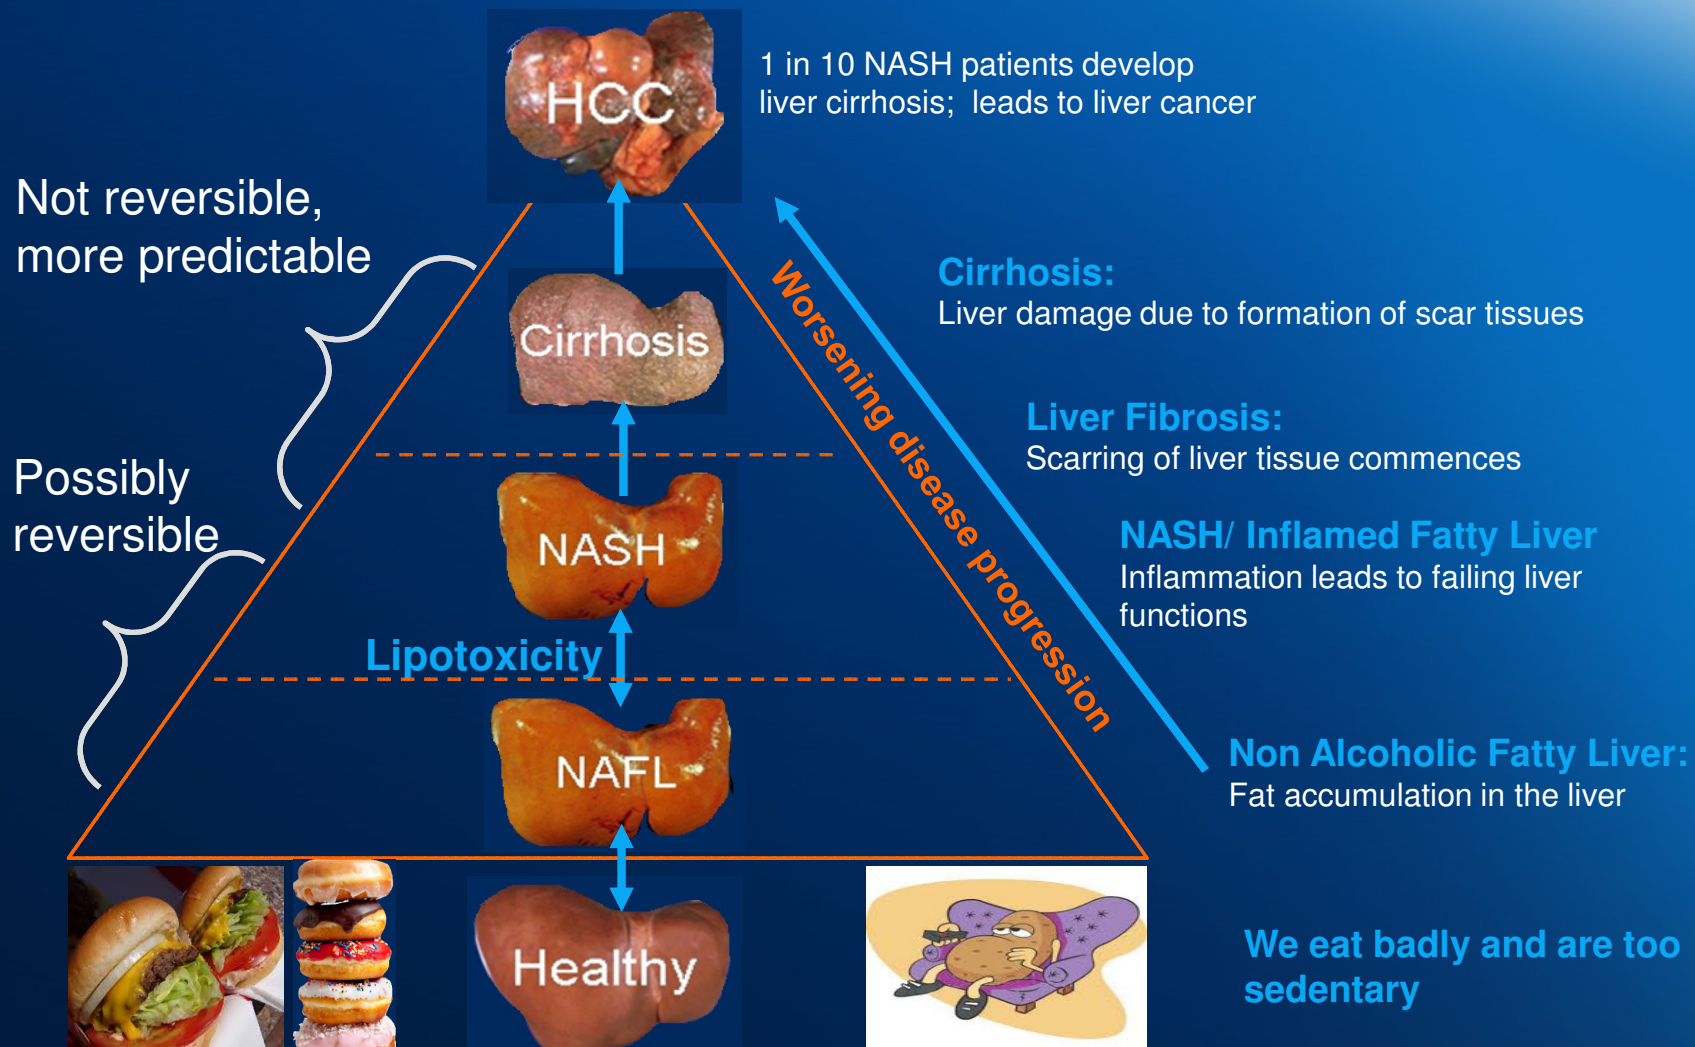 HCC
1 in 10 NASH patients develop
liver cirrhosis; leads to liver cancer
Not reversible,
more predictable
Cirrhosis
Worsening disease progression
Cirrhosis:
Liver damage due to formation of scar tissues
Liver Fibrosis:
Scarring of liver tissue commences
Possibly
reversible
NASH
NASH/ Inflamed Fatty Liver
Inflammation leads to failing liver
functions
Lipotoxicity
NAFL
Non Alcoholic Fatty Liver:
Fat accumulation in the liver
Healthy
We eat badly and are too
sedentary